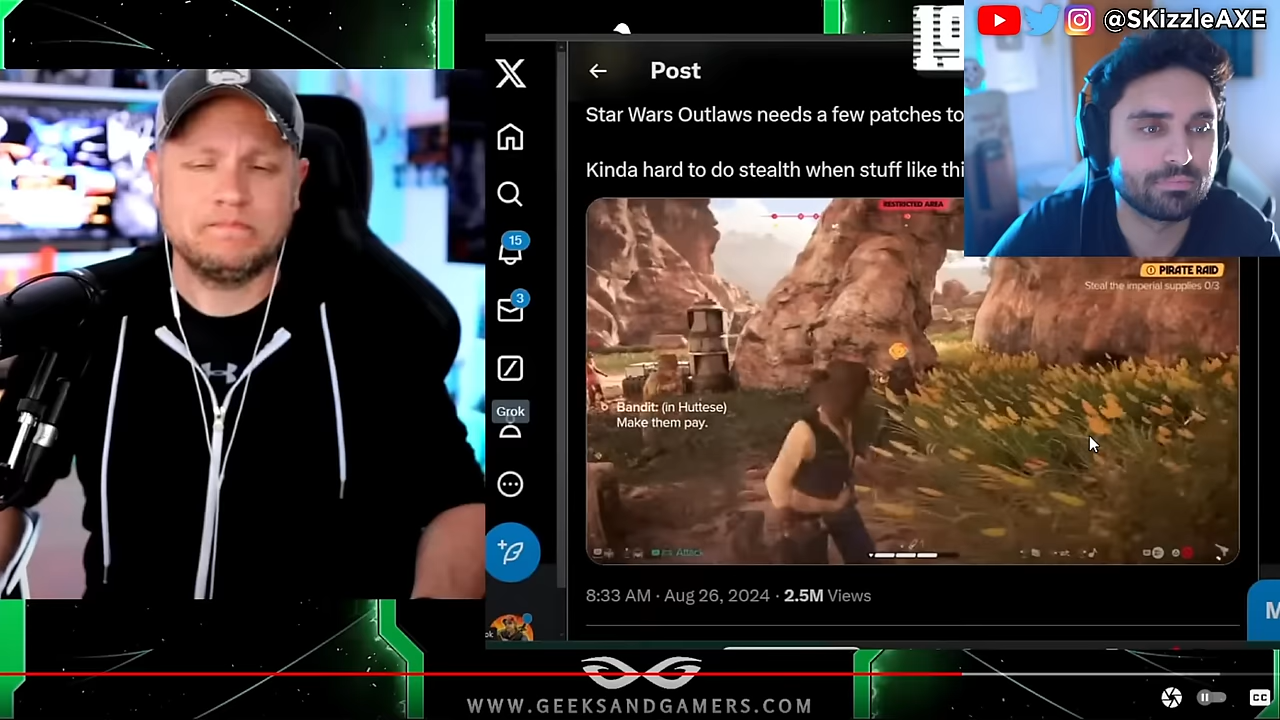 @SKizzleAXE
Post
Star Wars Outlaws needs a few patches to
Kinda hard to do stealth when stuff like thi
RESTRICTED AREA
PIRATE RAID
Steal the imperial supplies 0/3
15
3
Grok
Bandit: (in Huttese)
Make them pay.
Attack
8:33 AM · Aug 26, 2024 · 2.5M Views
M
WWW.GEEKSANDGAMERS.COM
CC